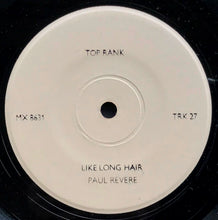 TOP RANK
MX 8631 TRK 27
LIKE LONG HAIR
PAUL REVERE